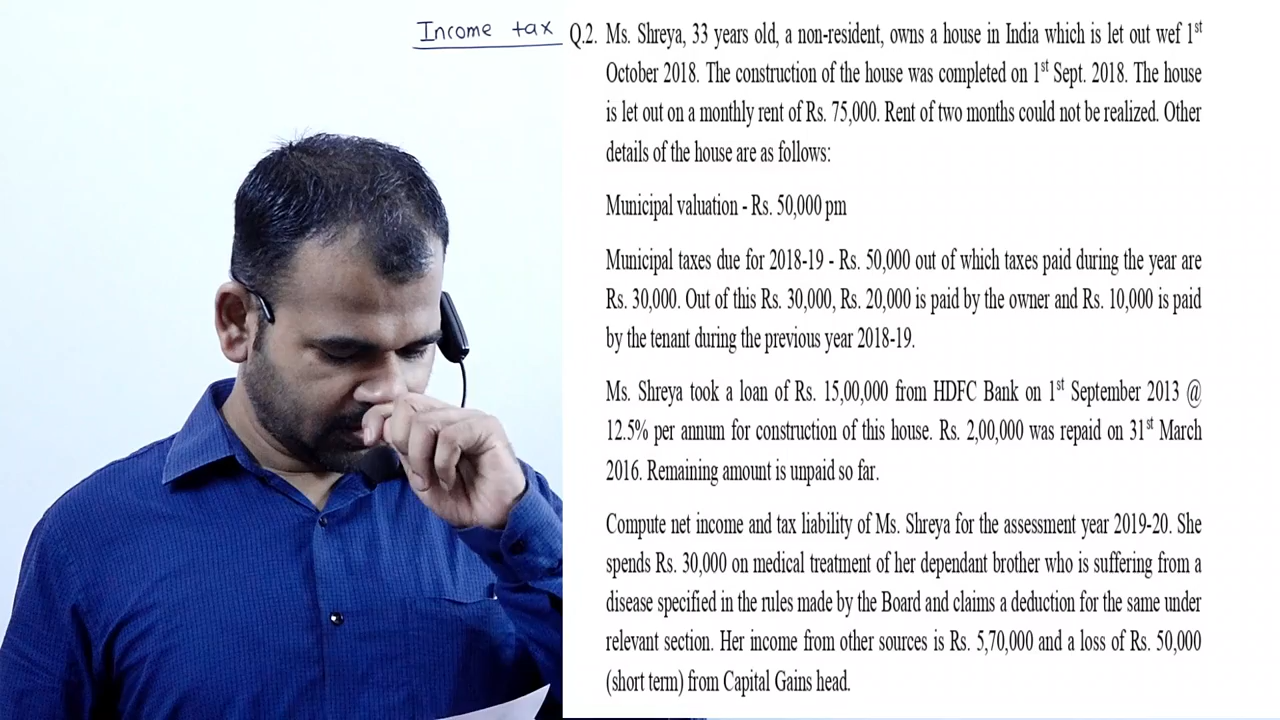 Income tax Q.2. Ms. Shreya, 33 years old, a non-resident, owns a house in India which is let out wef 1st
October 2018. The construction of the house was completed on 1st Sept. 2018. The house
is let out on a monthly rent of Rs. 75,000. Rent of two months could not be realized. Other
details of the house are as follows:
Municipal valuation - Rs. 50,000 pm
Municipal taxes due for 2018-19 - Rs. 50,000 out of which taxes paid during the year are
Rs. 30,000. Out of this Rs. 30,000, Rs. 20,000 is paid by the owner and Rs. 10,000 is paid
by the tenant during the previous year 2018-19.
Ms. Shreya took a loan of Rs. 15,00,000 from HDFC Bank on 1st September 2013 @
12.5% per annum for construction of this house. Rs. 2,00,000 was repaid on 31st March
2016. Remaining amount is unpaid so far.
Compute net income and tax liability of Ms. Shreya for the assessment year 2019-20. She
spends Rs. 30,000 on medical treatment of her dependant brother who is suffering from a
disease specified in the rules made by the Board and claims a deduction for the same under
relevant section. Her income from other sources is Rs. 5,70,000 and a loss of Rs. 50,000
(short term) from Capital Gains head.